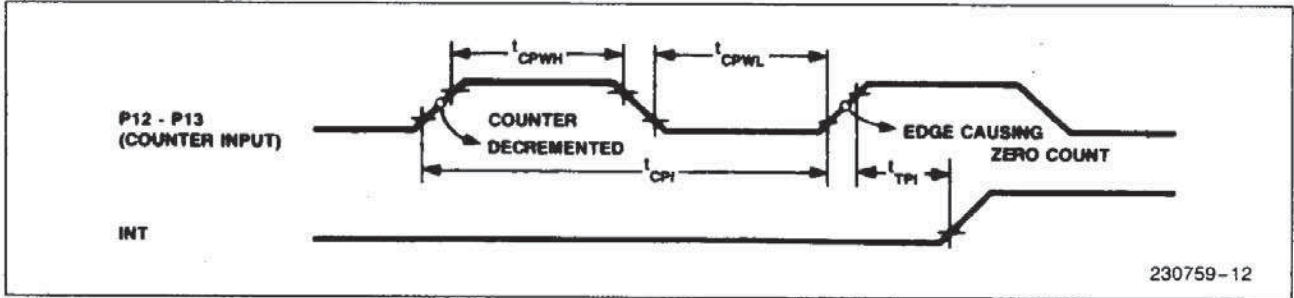 tCPWH
tCPWL
P12 - P13
(COUNTER INPUT)
COUNTER
DECREMENTED
EDGE CAUSING
ZERO COUNT
tCPI
tTPI
INT
230759-12